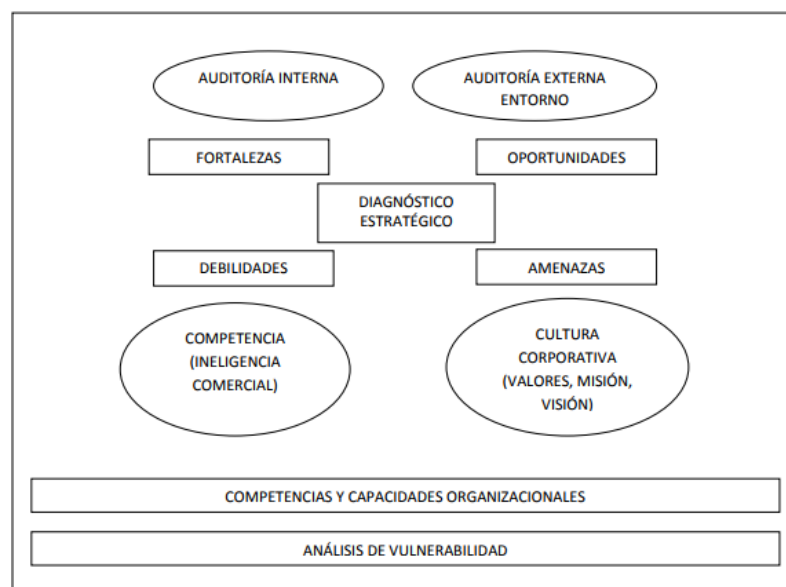 AUDITORÍA INTERNA
AUDITORÍA EXTERNA
ENTORNO
FORTALEZAS
OPORTUNIDADES
DIAGNÓSTICO
ESTRATÉGICO
DEBILIDADES
AMENAZAS
COMPETENCIA
(INELIGENCIA
COMERCIAL)
CULTURA
CORPORATIVA
(VALORES, MISIÓN,
VISIÓN)
COMPETENCIAS Y CAPACIDADES ORGANIZACIONALES
ANÁLISIS DE VULNERABILIDAD